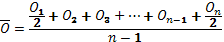 O̅ = (O₁/2 + O₂ + O₃ + ⋯ + Oₙ₋₁ + Oₙ/2) / (n − 1)